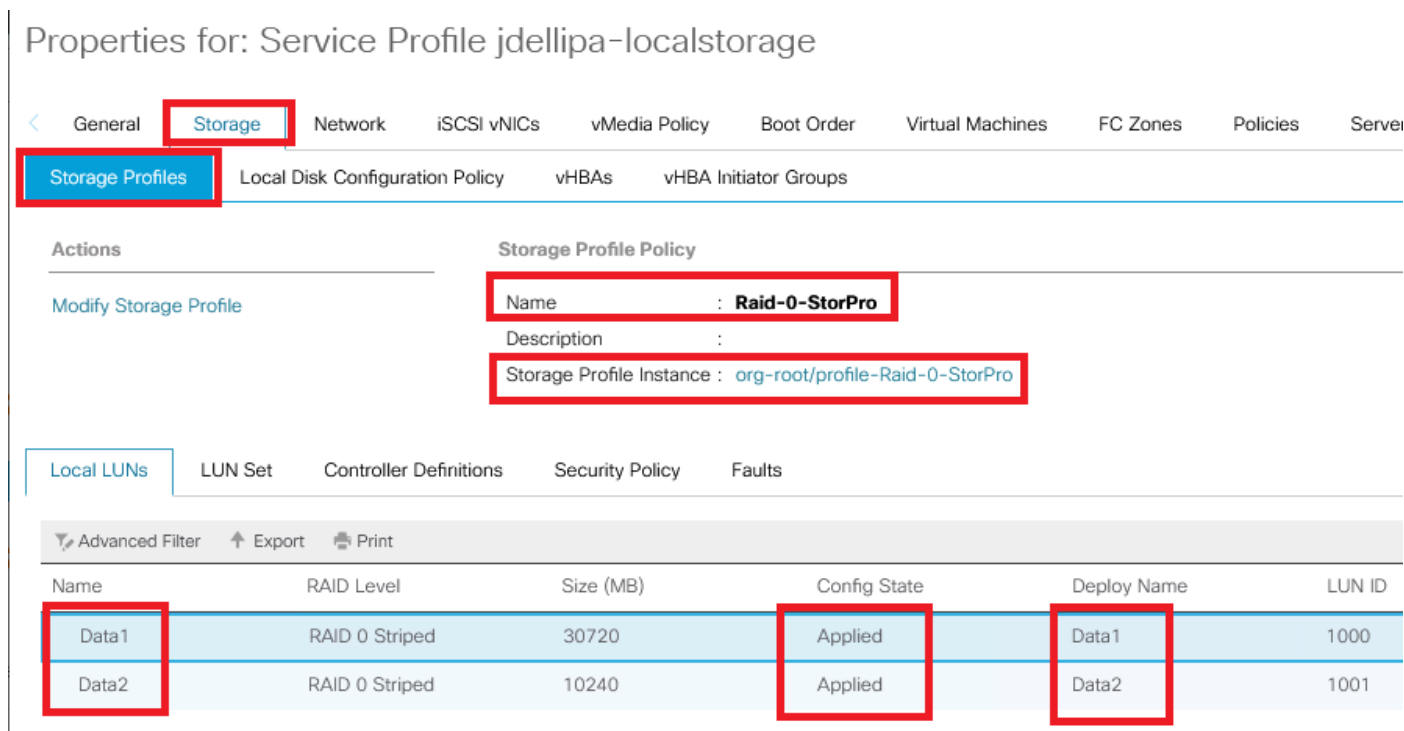 Properties for: Service Profile jdellipa-localstorage
General Storage Network iSCSI vNICs vMedia Policy Boot Order Virtual Machines FC Zones Policies Server
Storage Profiles Local Disk Configuration Policy vHBAs vHBA Initiator Groups
Actions Storage Profile Policy
Modify Storage Profile Name : Raid-0-StorPro
Description :
Storage Profile Instance : org-root/profile-Raid-0-StorPro
Local LUNs LUN Set Controller Definitions Security Policy Faults
Advanced Filter Export Print
Name RAID Level Size (MB) Config State Deploy Name LUN ID
Data1 RAID 0 Striped 30720 Applied Data1 1000
Data2 RAID 0 Striped 10240 Applied Data2 1001